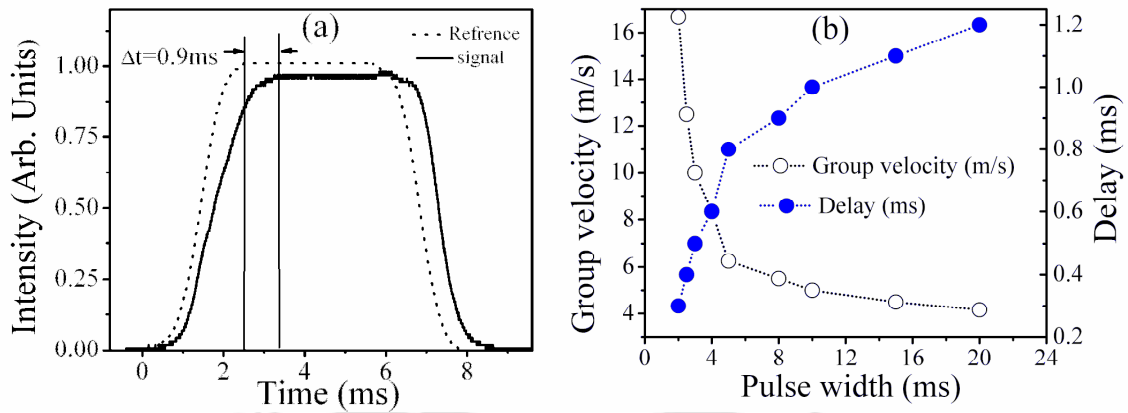 (a)
Refrence
signal
Δt=0.9ms
Intensity (Arb. Units)
1.00
0.75
0.50
0.25
0.00
0 2 4 6 8
Time (ms)
(b)
Group velocity (m/s)
16
14
12
10
8
6
4
Group velocity (m/s)
Delay (ms)
1.2
1.0
0.8
0.6
0.4
0.2
Delay (ms)
0 4 8 12 16 20 24
Pulse width (ms)